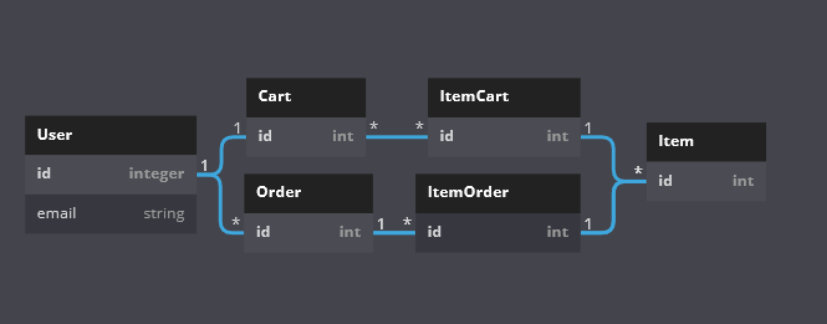 User
id integer
email string
1
1
*
Cart
id int
*
*
ItemCart
id int
1
Order
id int
1
*
ItemOrder
id int
1
*
Item
id int